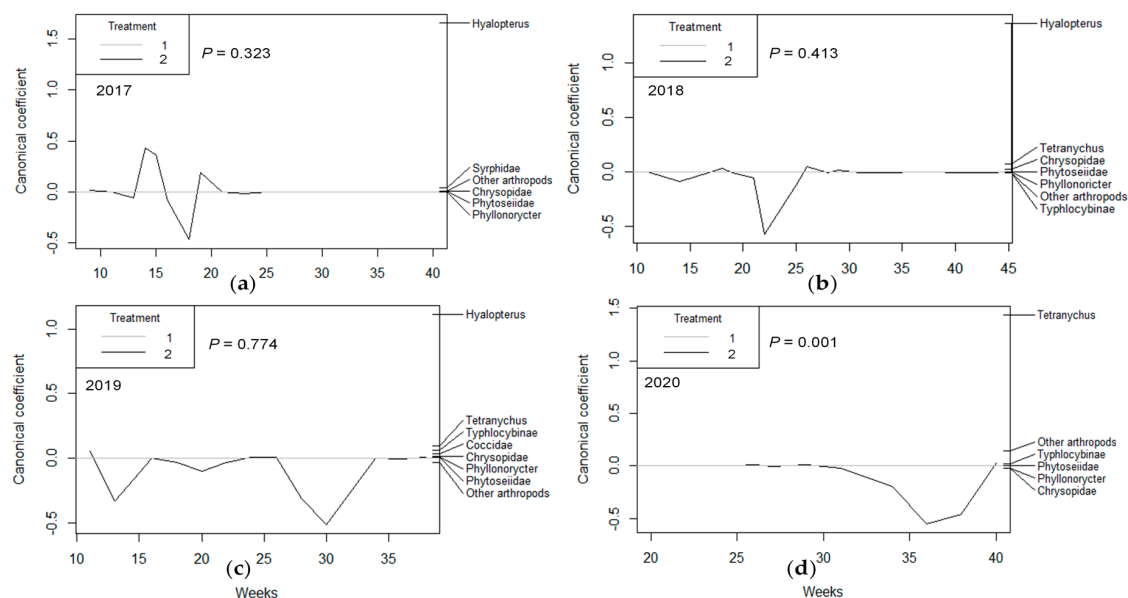 Treatment
1
2
P = 0.323
2017
Canonical coefficient
1.5
1.0
0.5
0.0
-0.5
10 15 20 25 30 35 40
Hyalopterus
Syrphidae
Other arthropods
Chrysopidae
Phytoseiidae
Phyllonorycter
(a)
Treatment
1
2
P = 0.413
2018
Canonical coefficient
1.0
0.5
0.0
-0.5
10 15 20 25 30 35 40 45
Hyalopterus
Tetranychus
Chrysopidae
Phytoseiidae
Phyllonoricter
Other arthropods
Typhlocybinae
(b)
Treatment
1
2
P = 0.774
2019
Canonical coefficient
1.0
0.5
0.0
-0.5
10 15 20 25 30 35
Hyalopterus
Tetranychus
Typhlocybinae
Coccidae
Chrysopidae
Phyllonorycter
Phytoseiidae
Other arthropods
(c)
Weeks
Treatment
1
2
P = 0.001
2020
Canonical coefficient
1.5
1.0
0.5
0.0
-0.5
20 25 30 35 40
Tetranychus
Other arthropods
Typhlocybinae
Phytoseiidae
Phyllonorycter
Chrysopidae
(d)
Weeks